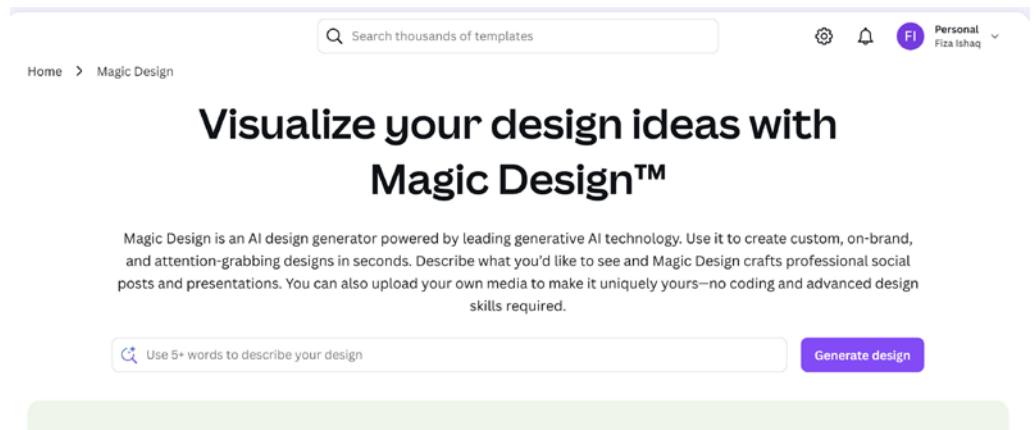 Search thousands of templates
FI
Personal
Fiza Ishaq
Home > Magic Design
Visualize your design ideas with
Magic Design™
Magic Design is an AI design generator powered by leading generative AI technology. Use it to create custom, on-brand,
and attention-grabbing designs in seconds. Describe what you'd like to see and Magic Design crafts professional social
posts and presentations. You can also upload your own media to make it uniquely yours—no coding and advanced design
skills required.
Use 5+ words to describe your design
Generate design